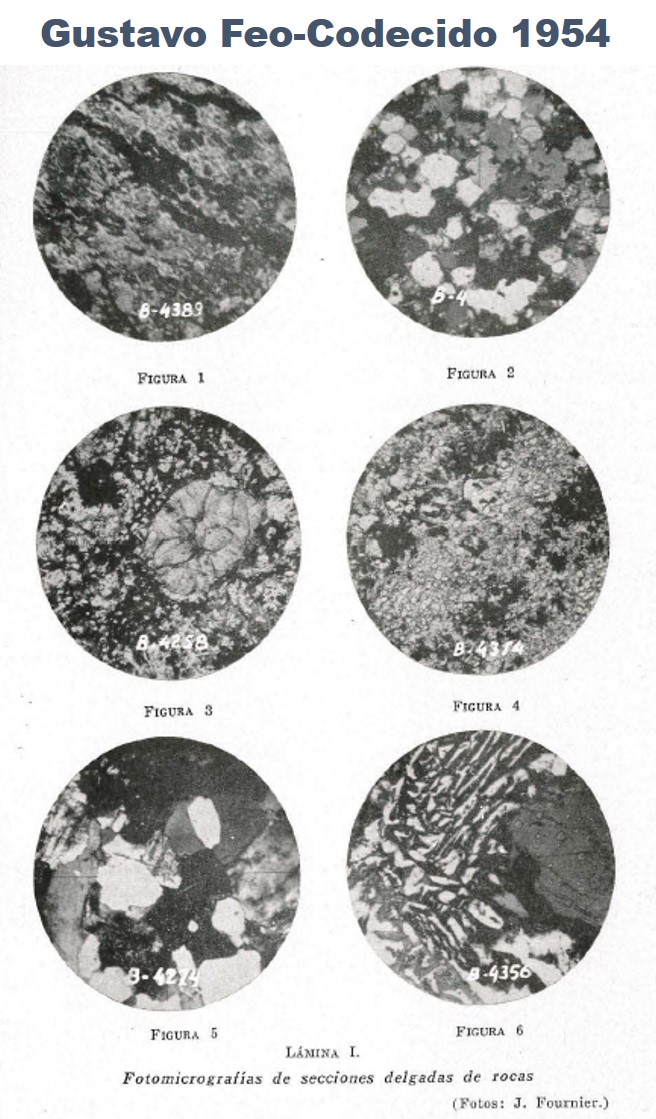 Gustavo Feo-Codecido 1954
B-4389
B-4
FIGURA 1
FIGURA 2
B-4258
B-4374
FIGURA 3
FIGURA 4
B-4274
B-4356
FIGURA 5
FIGURA 6
LÁMINA I.
Fotomicrografías de secciones delgadas de rocas
(Fotos: J. Fournier.)